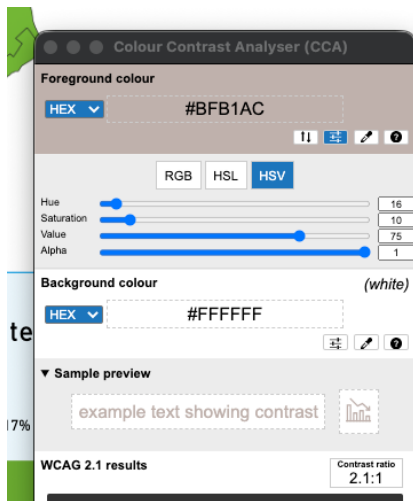 Colour Contrast Analyser (CCA)
Foreground colour
HEX #BFB1AC
RGB HSL HSV
Hue 16
Saturation 10
Value 75
Alpha 1
Background colour (white)
HEX #FFFFFF
te
▼ Sample preview
example text showing contrast
17%
WCAG 2.1 results Contrast ratio
2.1:1